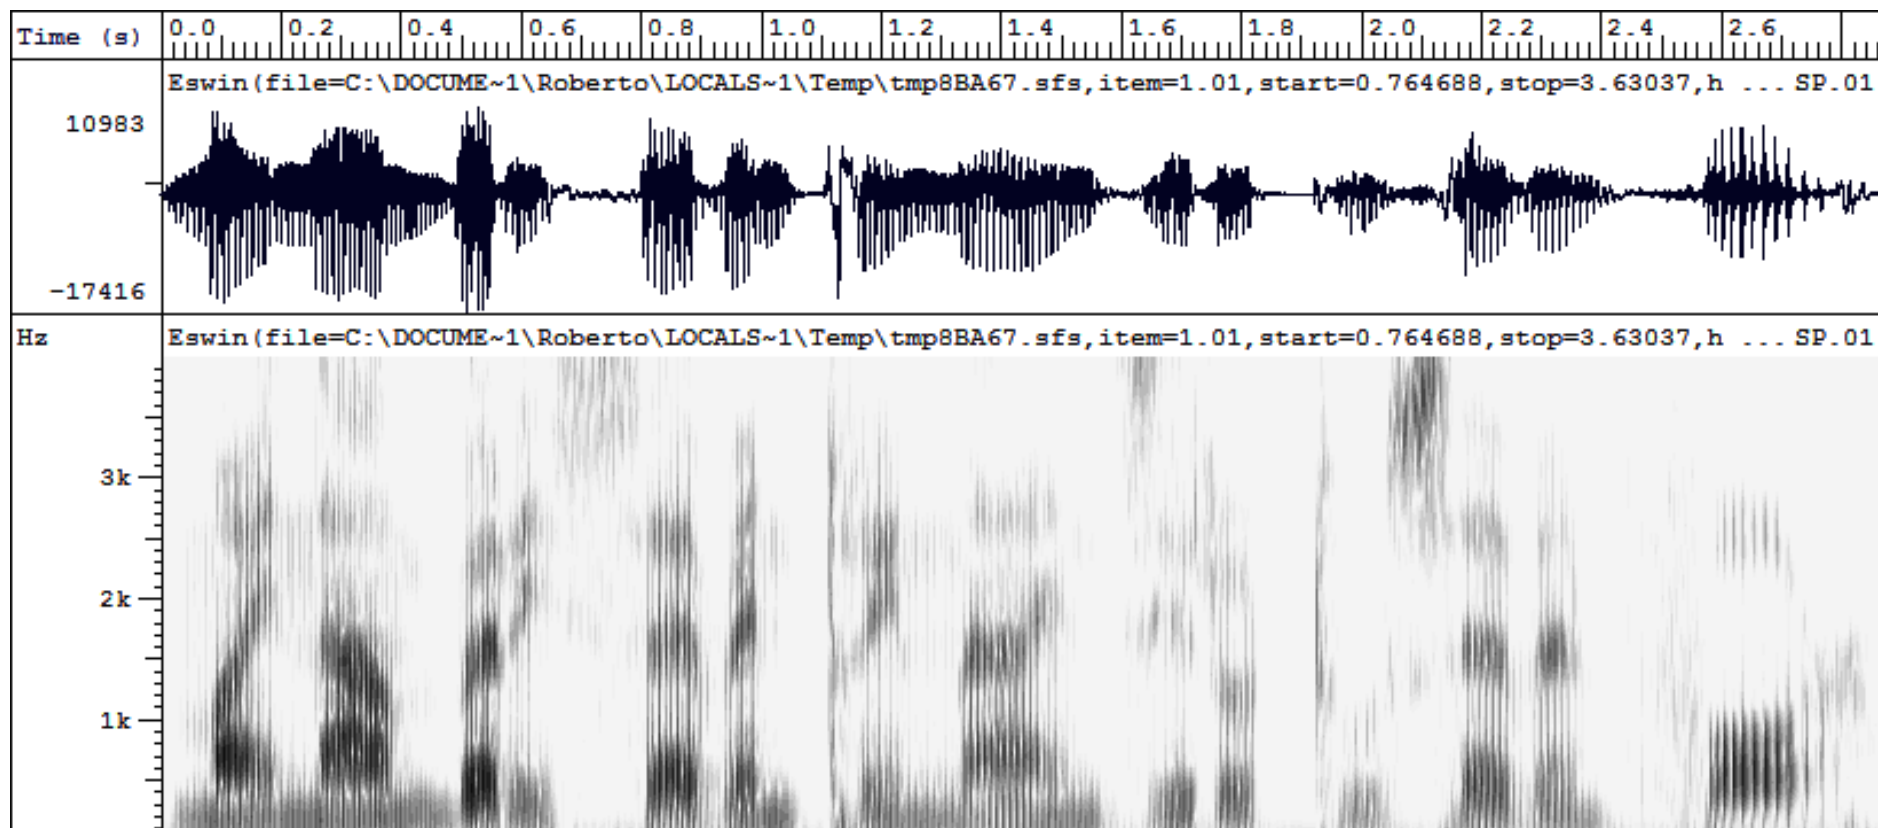 Time (s) 0.0 0.2 0.4 0.6 0.8 1.0 1.2 1.4 1.6 1.8 2.0 2.2 2.4 2.6
Eswin(file=C:\DOCUME~1\Roberto\LOCALS~1\Temp\tmp8BA67.sfs,item=1.01,start=0.764688,stop=3.63037,h ... SP.01
10983
-17416
Hz Eswin(file=C:\DOCUME~1\Roberto\LOCALS~1\Temp\tmp8BA67.sfs,item=1.01,start=0.764688,stop=3.63037,h ... SP.01
3k
2k
1k